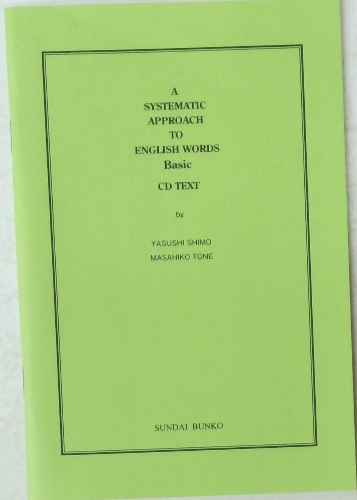 A
SYSTEMATIC
APPROACH
TO
ENGLISH WORDS
Basic
CD TEXT
by
YASUSHI SHIMO
MASAHIKO TONE
SUNDAI BUNKO